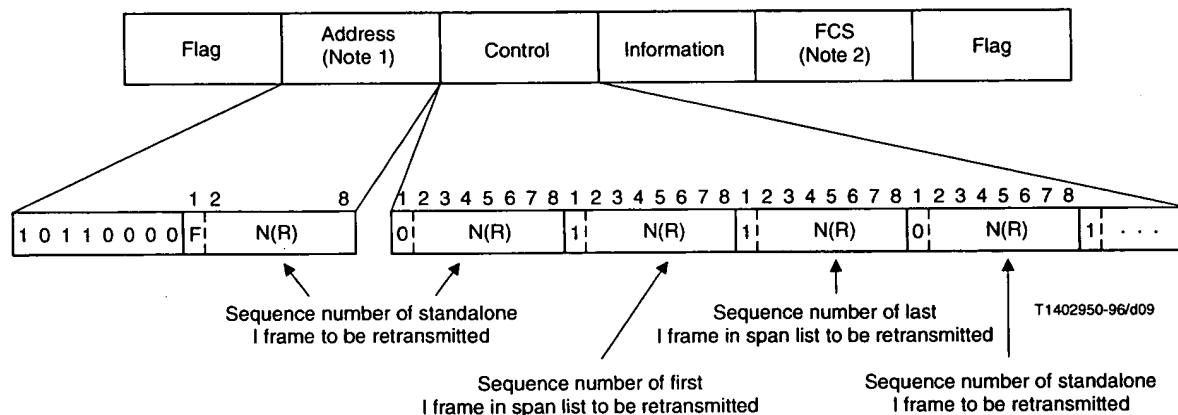 Flag Address (Note 1) Control Information FCS (Note 2) Flag
1 2 8 1 2 3 4 5 6 7 8 1 2 3 4 5 6 7 8 1 2 3 4 5 6 7 8 1 2 3 4 5 6 7 8
1 0 1 1 0 0 0 0 F N(R) 0 N(R) 1 N(R) 1 N(R) 0 N(R) 1 . . .
Sequence number of standalone
I frame to be retransmitted
Sequence number of last
I frame in span list to be retransmitted
T1402950-96/d09
Sequence number of first
I frame in span list to be retransmitted
Sequence number of standalone
I frame to be retransmitted